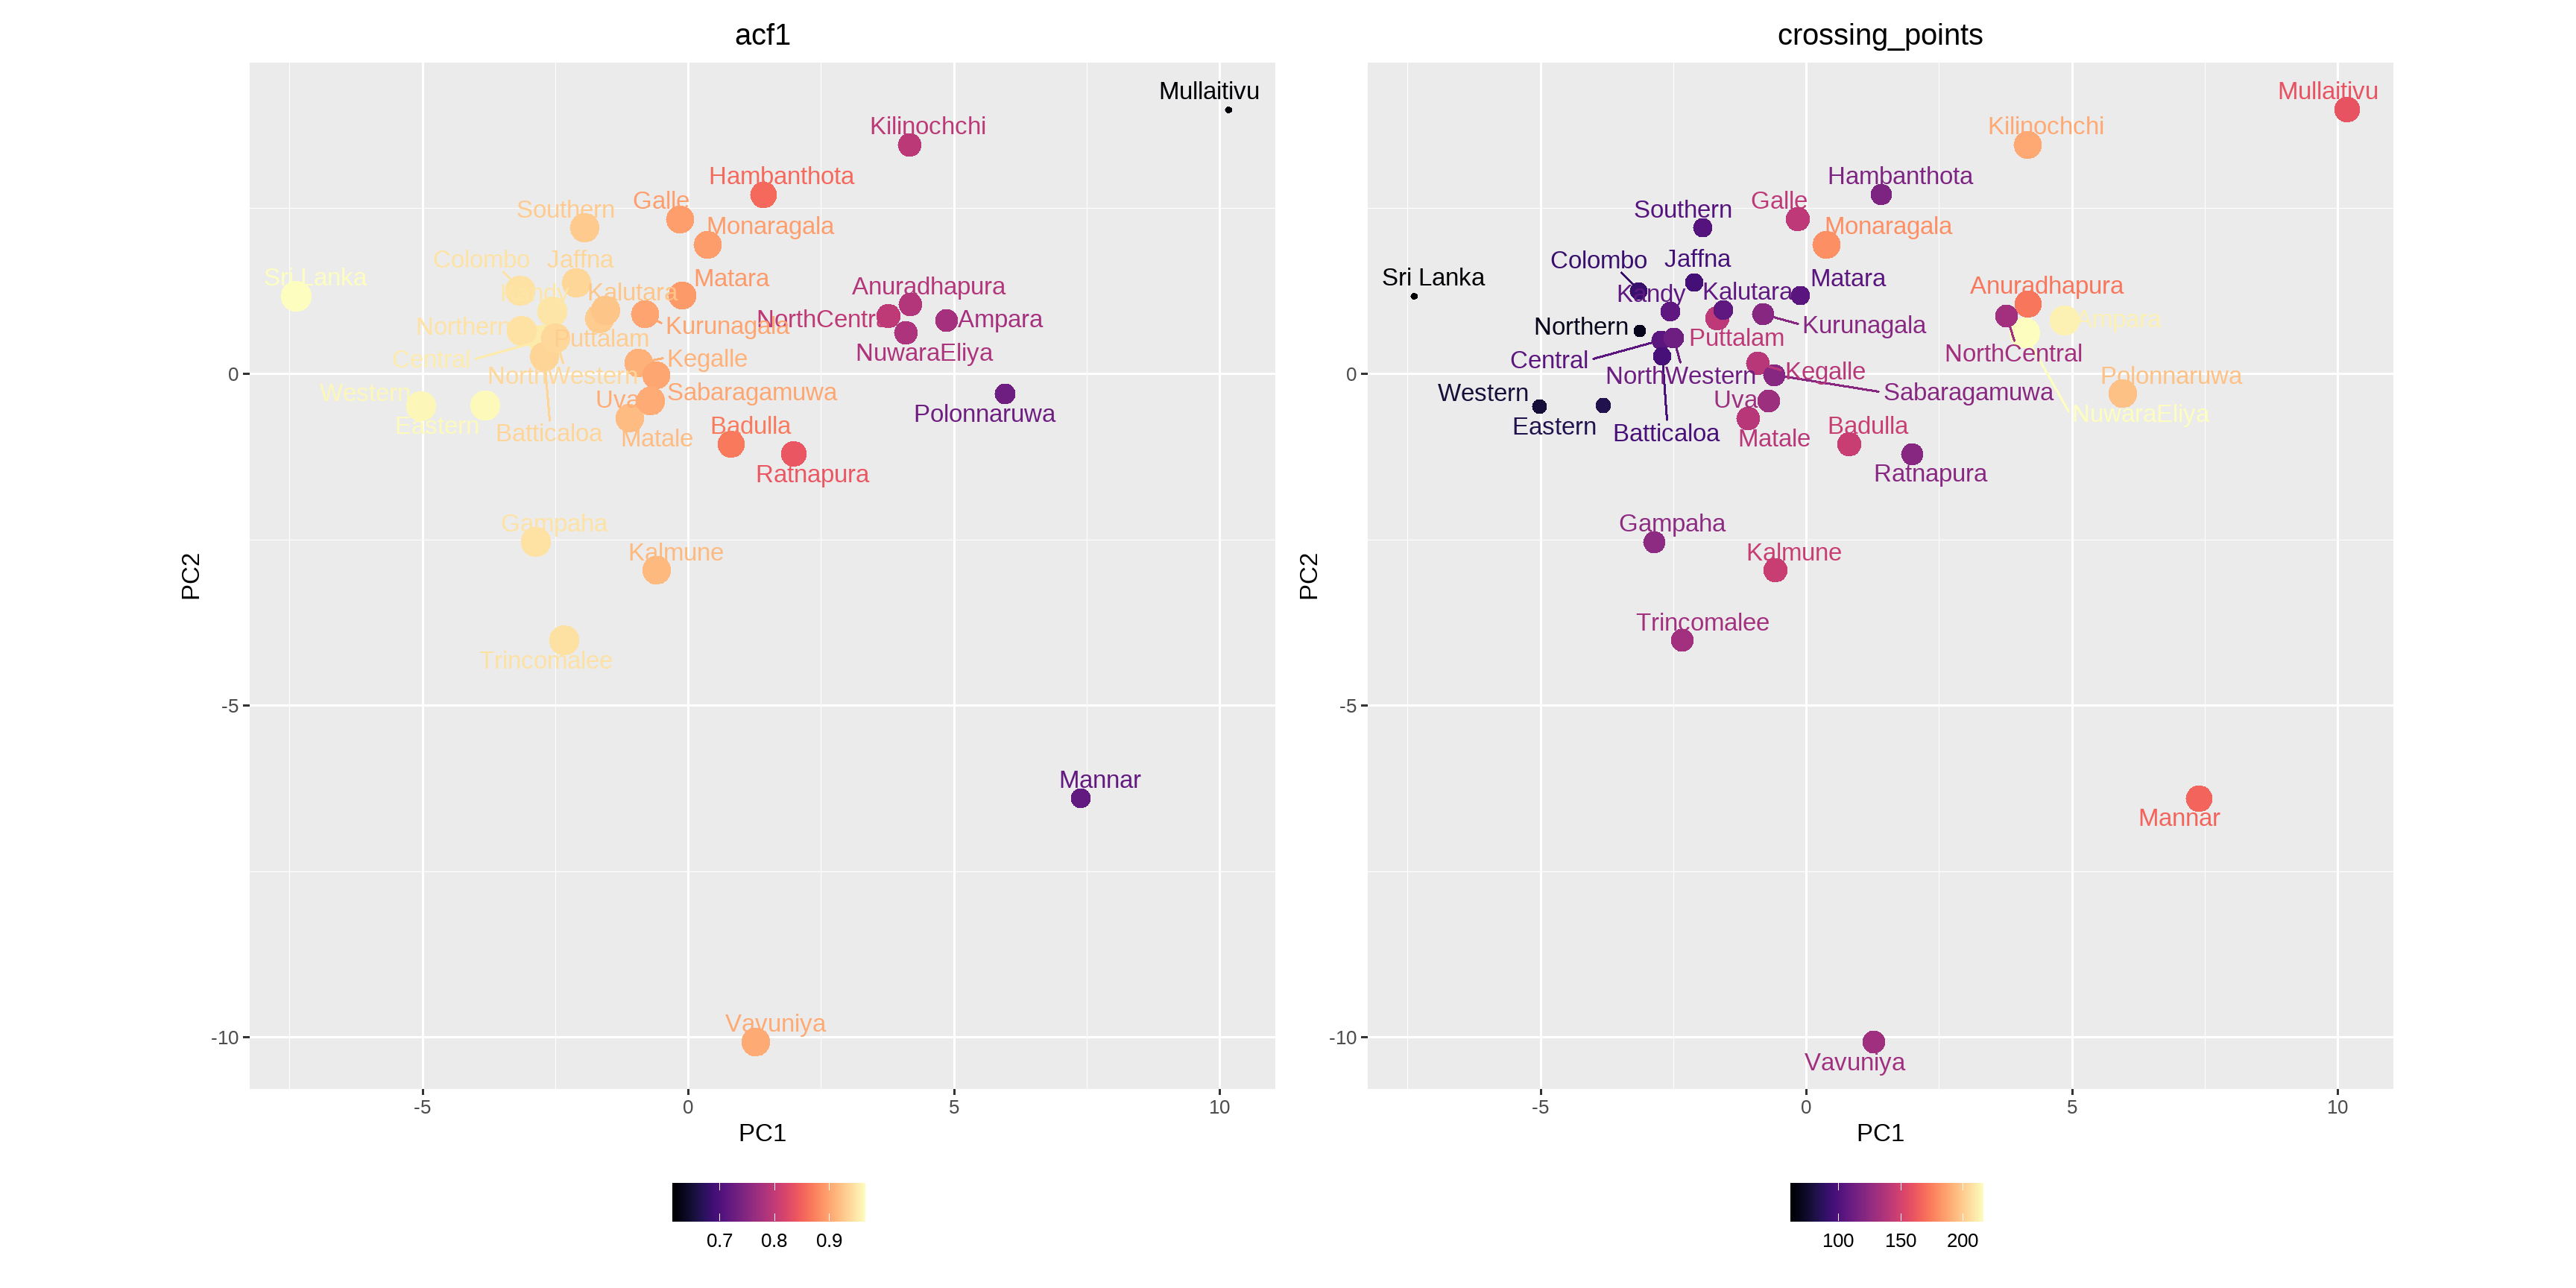 acf1
Mullaitivu
Kilinochchi
Hambanthota
Galle
Southern
Monaragala
Colombo
Jaffna
Sri Lanka
Matara
Kandy
Kalutara
Anuradhapura
NorthCentral
Ampara
Northern
Kurunagala
Puttalam
NuwaraEliya
Central
Kegalle
NorthWestern
Western
Sabaragamuwa
Uva
Polonnaruwa
Eastern
Batticaloa
Badulla
Matale
Ratnapura
Gampaha
Kalmune
Trincomalee
Mannar
Vavuniya
0
-5
-10
PC2
-5
0
5
10
PC1
0.7
0.8
0.9
crossing_points
Mullaitivu
Kilinochchi
Hambanthota
Galle
Southern
Monaragala
Colombo
Jaffna
Sri Lanka
Matara
Kandy
Kalutara
Anuradhapura
Ampara
Northern
Kurunagala
Puttalam
NorthCentral
Central
Kegalle
NorthWestern
Polonnaruwa
Western
Sabaragamuwa
Uva
NuwaraEliya
Eastern
Batticaloa
Badulla
Matale
Ratnapura
Gampaha
Kalmune
Trincomalee
Mannar
Vavuniya
0
-5
-10
PC2
-5
0
5
10
PC1
100
150
200